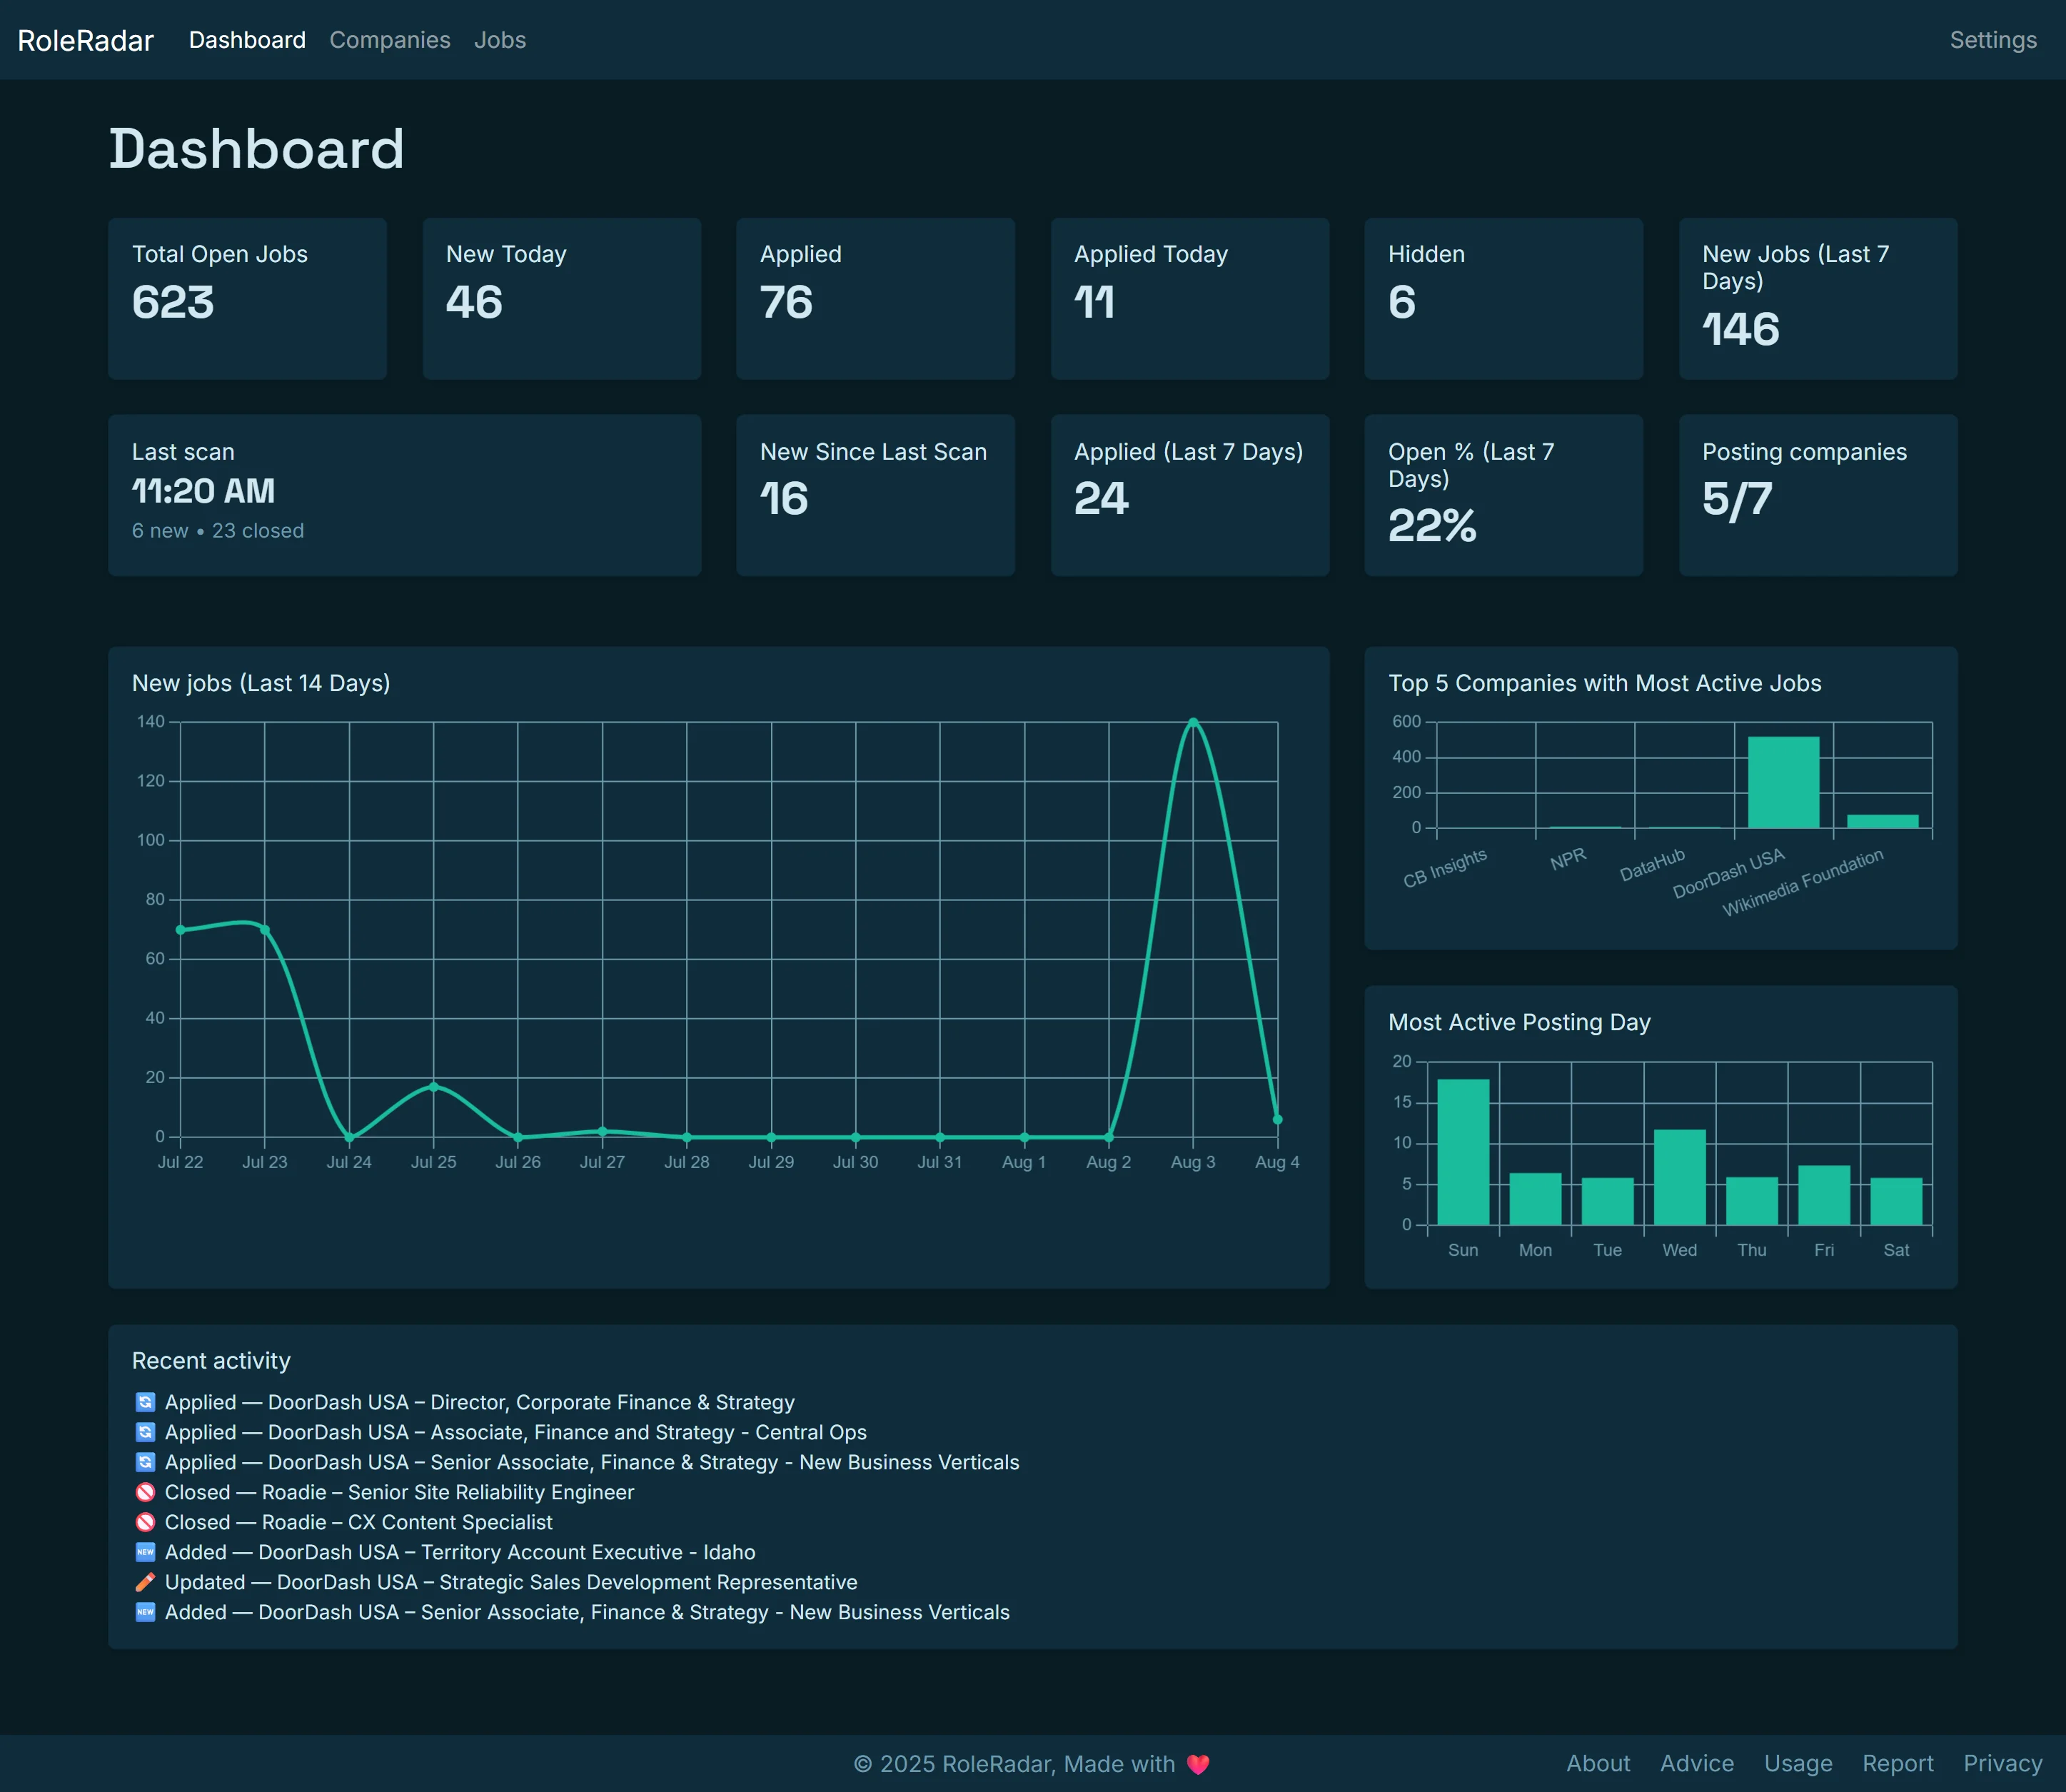 RoleRadar Dashboard Companies Jobs Settings
Dashboard
Total Open Jobs
623
New Today
46
Applied
76
Applied Today
11
Hidden
6
New Jobs (Last 7
Days)
146
Last scan
11:20 AM
6 new • 23 closed
New Since Last Scan
16
Applied (Last 7 Days)
24
Open % (Last 7
Days)
22%
Posting companies
5/7
New jobs (Last 14 Days)
140
120
100
80
60
40
20
0
Jul 22 Jul 23 Jul 24 Jul 25 Jul 26 Jul 27 Jul 28 Jul 29 Jul 30 Jul 31 Aug 1 Aug 2 Aug 3 Aug 4
Top 5 Companies with Most Active Jobs
600
400
200
0
CB Insights NPR DataHub DoorDash USA Wikimedia Foundation
Most Active Posting Day
20
15
10
5
0
Sun Mon Tue Wed Thu Fri Sat
Recent activity
Applied — DoorDash USA – Director, Corporate Finance & Strategy
Applied — DoorDash USA – Associate, Finance and Strategy - Central Ops
Applied — DoorDash USA – Senior Associate, Finance & Strategy - New Business Verticals
Closed — Roadie – Senior Site Reliability Engineer
Closed — Roadie – CX Content Specialist
NEW Added — DoorDash USA – Territory Account Executive - Idaho
Updated — DoorDash USA – Strategic Sales Development Representative
NEW Added — DoorDash USA – Senior Associate, Finance & Strategy - New Business Verticals
© 2025 RoleRadar, Made with ❤️ About Advice Usage Report Privacy